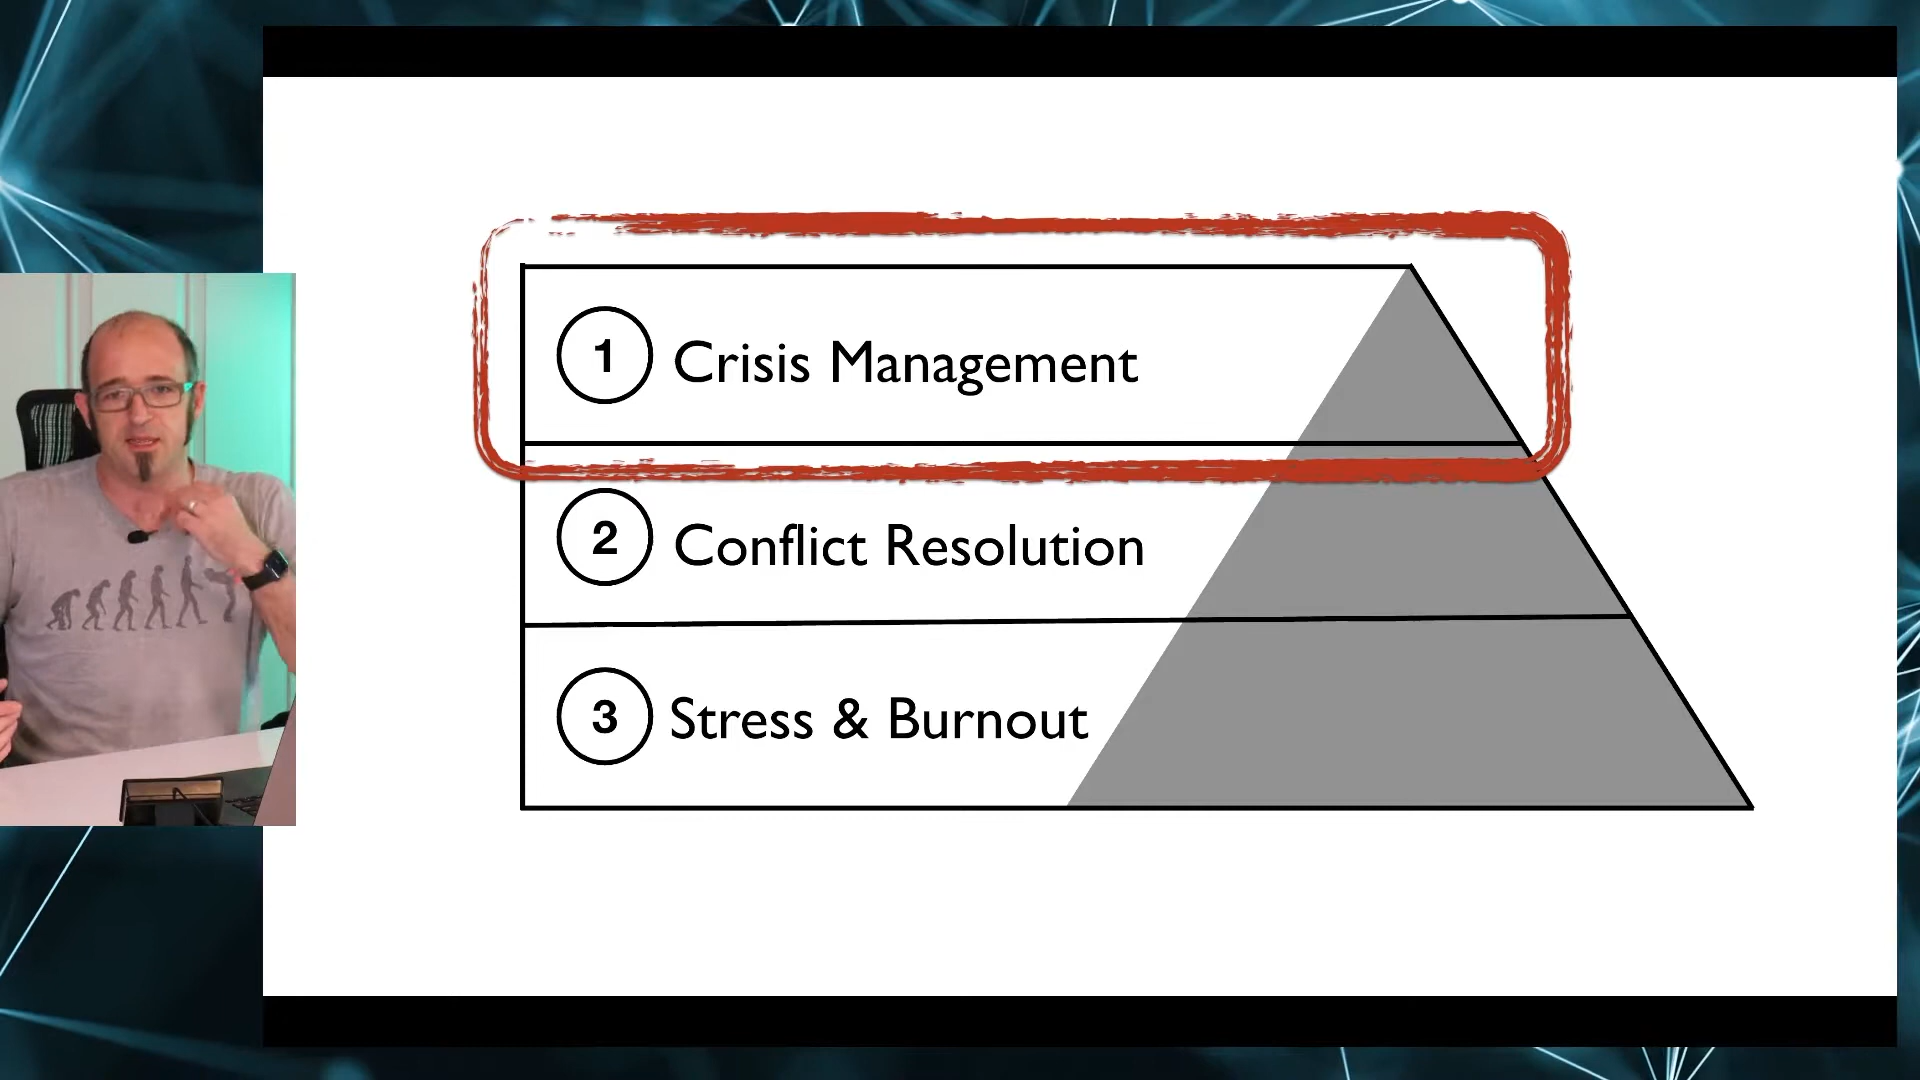 1 Crisis Management
2 Conflict Resolution
3 Stress & Burnout